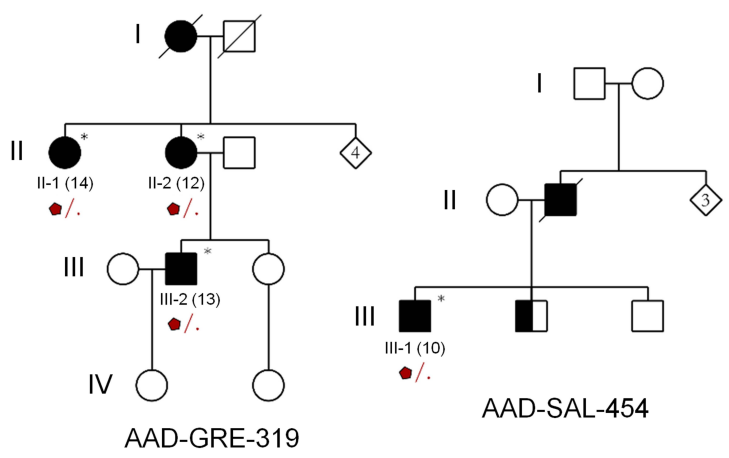 I
II
*
*
4
II-1 (14)
II-2 (12)
/.
/.
III
*
III-2 (13)
/.
IV
AAD-GRE-319
I
II
3
III
*
III-1 (10)
/.
AAD-SAL-454